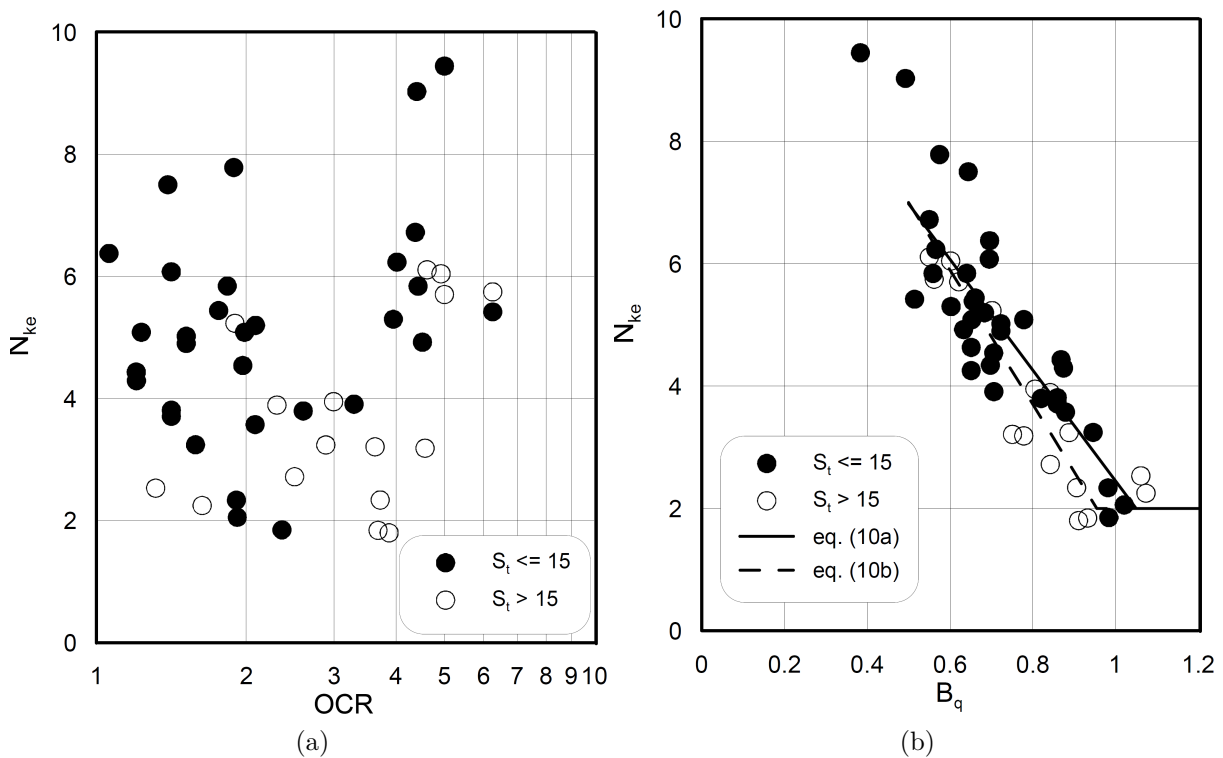 10
8
6
4
2
0
N_ke
1 2 3 4 5 6 7 8 9 10
OCR
S_t <= 15
S_t > 15
(a)
10
8
6
4
2
0
N_ke
0 0.2 0.4 0.6 0.8 1 1.2
B_q
S_t <= 15
S_t > 15
eq. (10a)
eq. (10b)
(b)